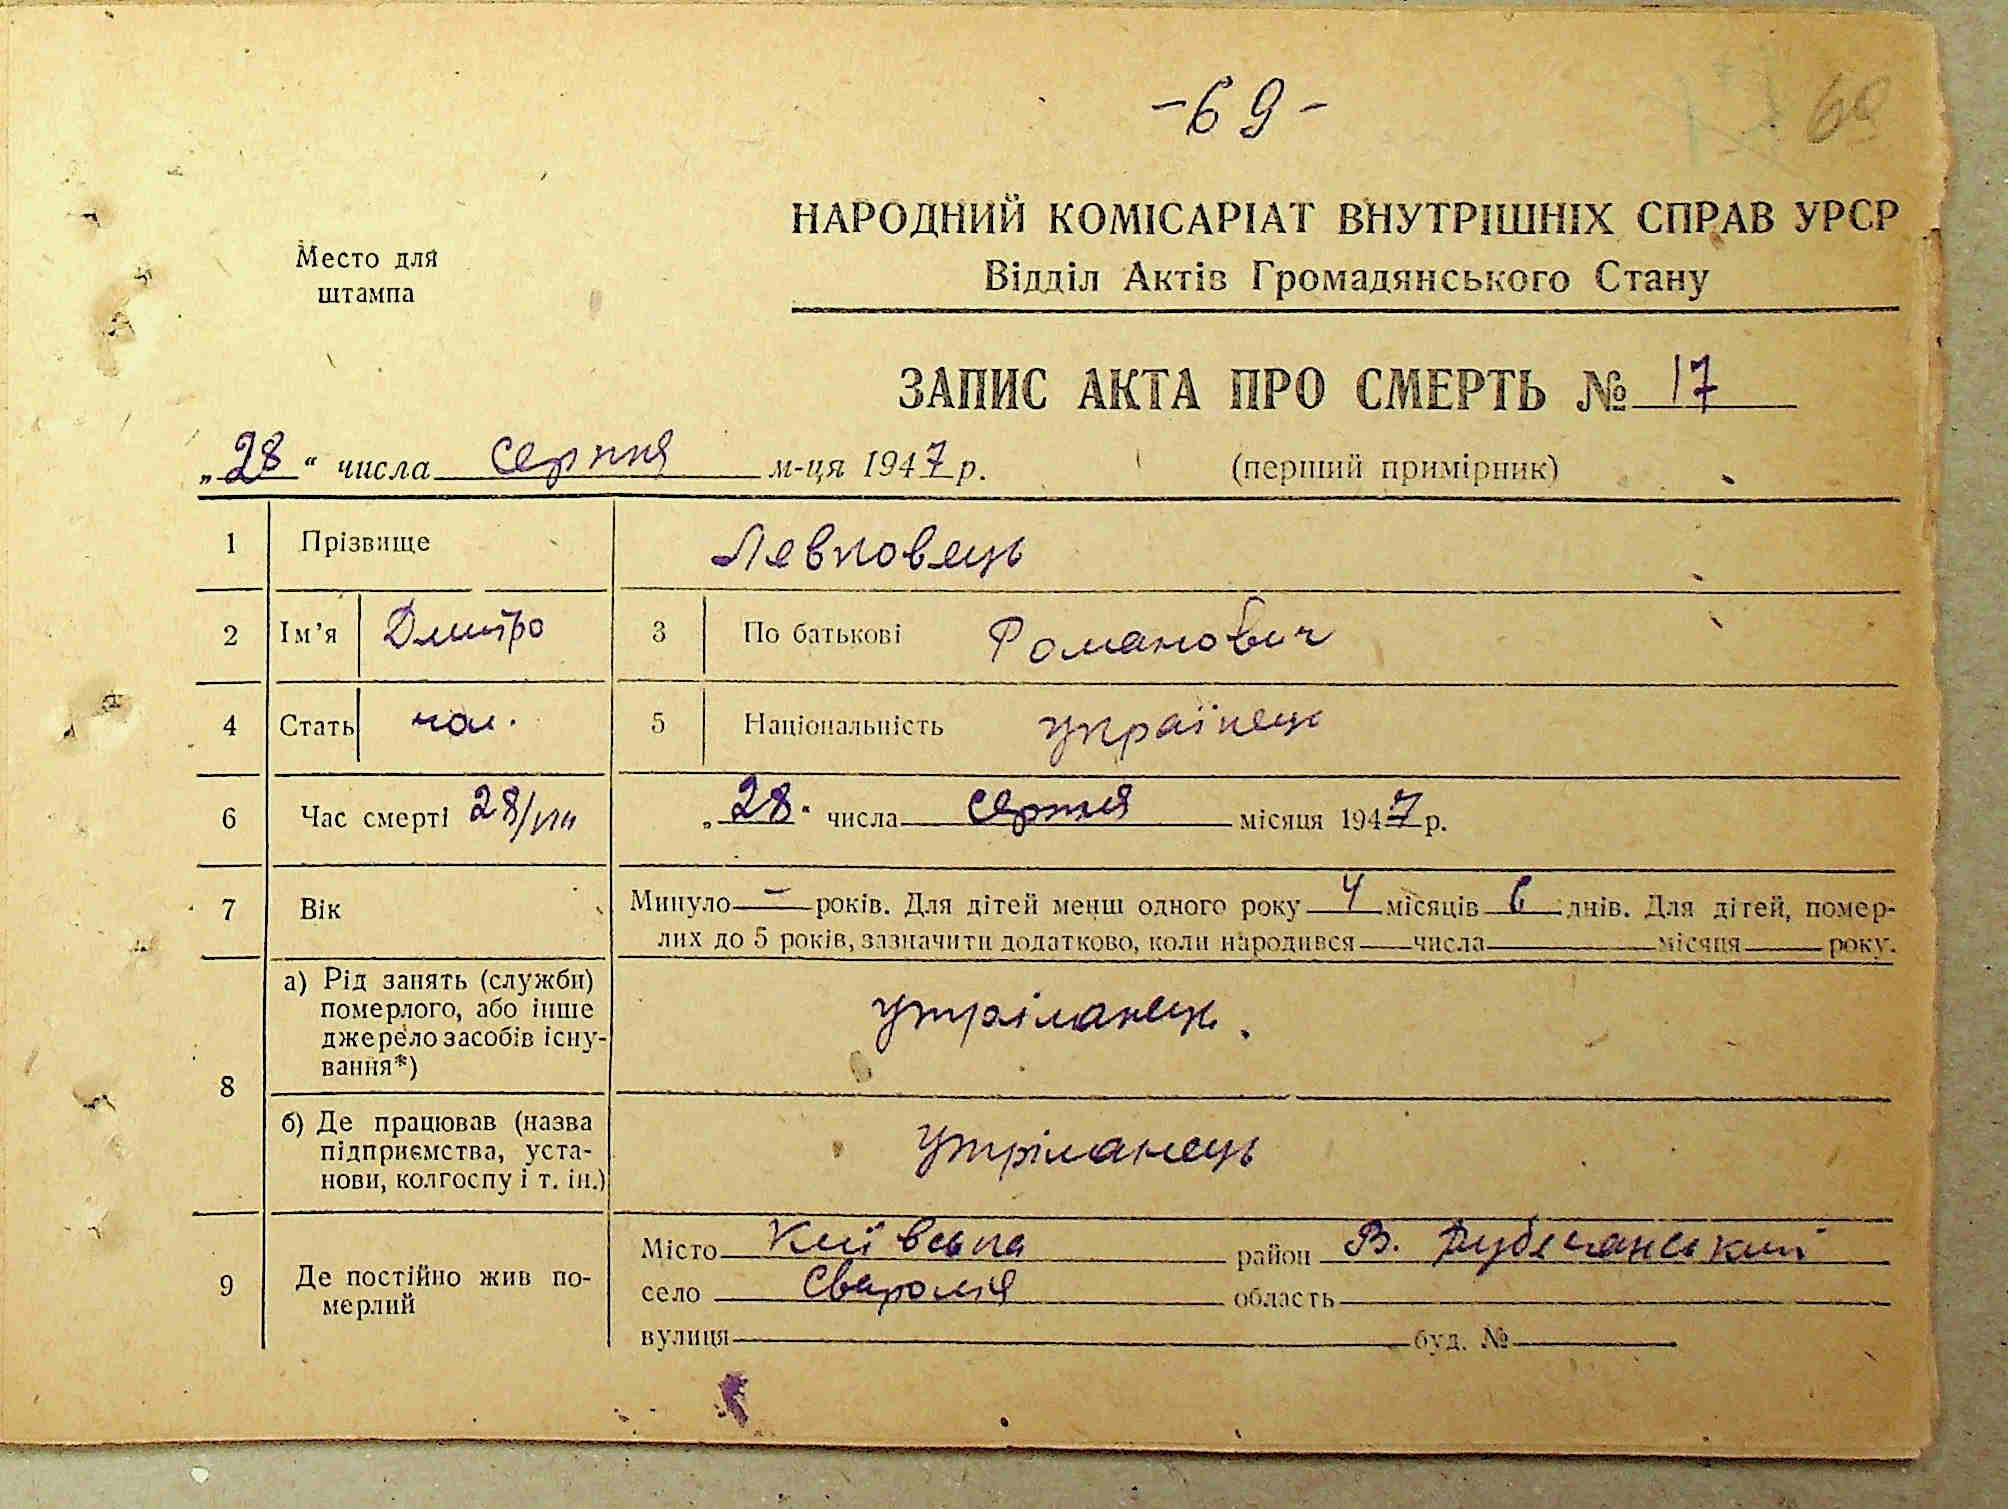 -69-
НАРОДНИЙ КОМІСАРІАТ ВНУТРІШНІХ СПРАВ УРСР
Место для
штампа
Відділ Актів Громадянського Стану
ЗАПИС АКТА ПРО СМЕРТЬ № 17
„28“ числа серпня м-ця 1947 р. (перший примірник)
1 Прізвище Левковець
2 Ім’я Дмитро 3 По батькові Романович
4 Стать чол. 5 Національність українець
6 Час смерті 28/VIII „28“ числа серпня місяця 1947 р.
7 Вік Минуло — років. Для дітей менш одного року 4 місяців 6 днів. Для дітей, помер-
лих до 5 років, зазначити додатково, коли народився числа місяця року.
8 а) Рід занять (служби)
померлого, або інше
джерело засобів існу-
вання*)
утріманець.
б) Де працював (назва
підприємства, уста-
нови, колгоспу і т. ін.)
утріманець
9 Де постійно жив по-
мерлий
Місто Київська район В. Дубечанський
село Сваромя область
вулиця буд. №